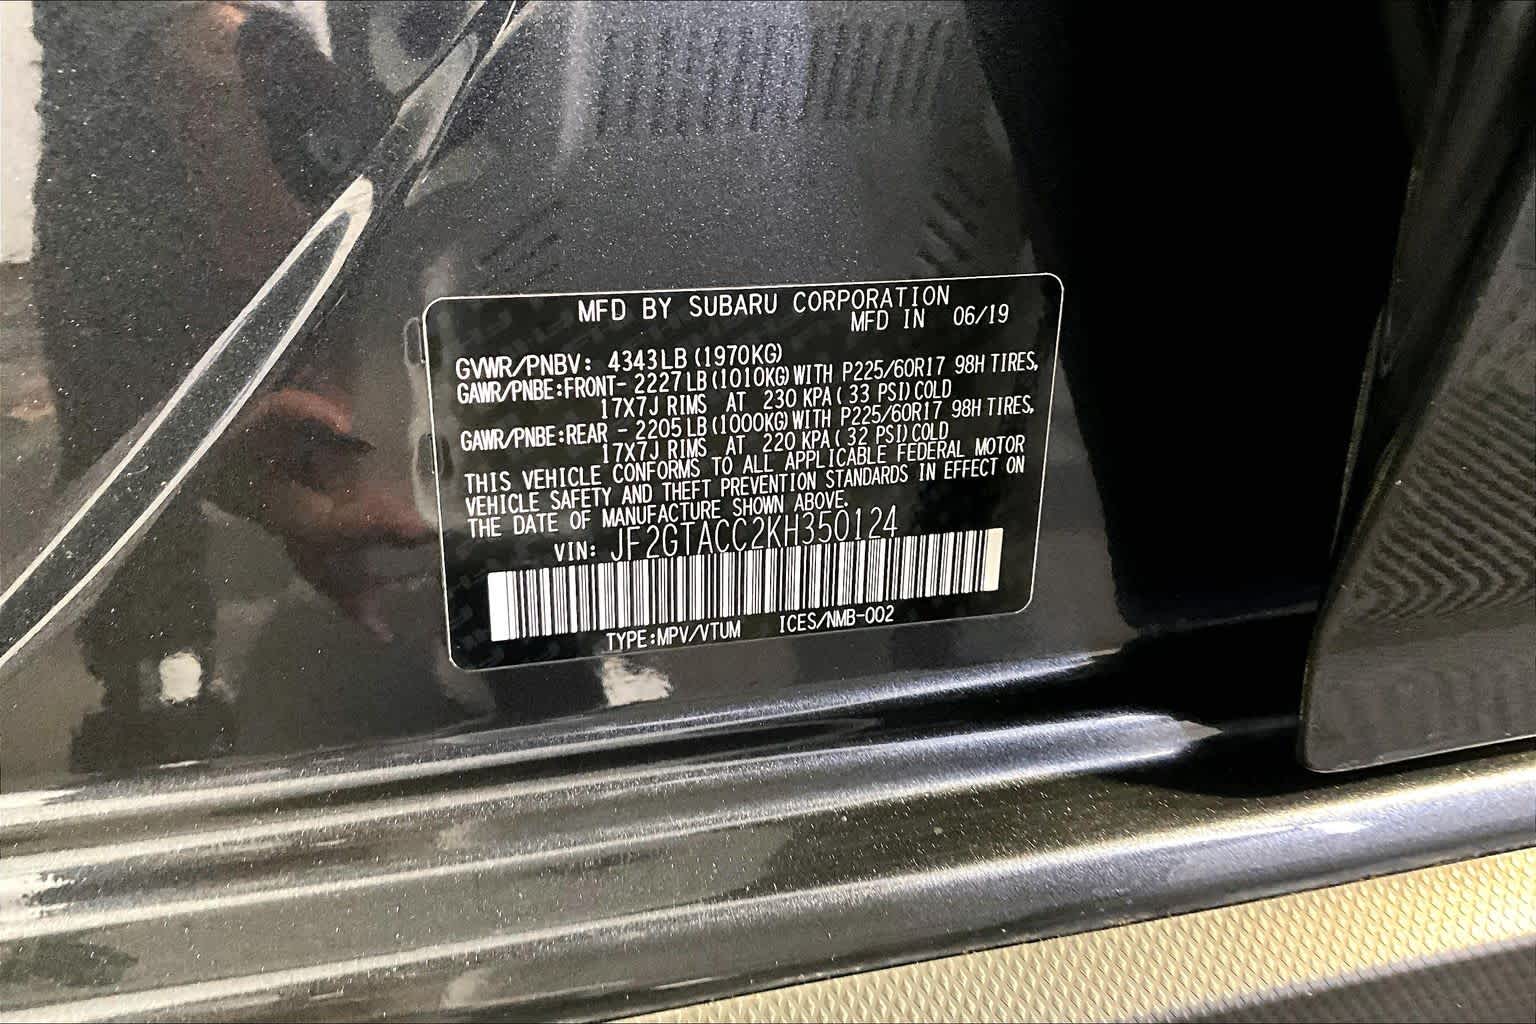 MFD BY SUBARU CORPORATION
MFD IN 06/19
GVWR/PNBV: 4343LB (1970KG)
GAWR/PNBE:FRONT- 2227LB (1010KG) WITH P225/60R17 98H TIRES,
17X7J RIMS AT 230 KPA ( 33 PSI) COLD
GAWR/PNBE:REAR - 2205LB (1000KG) WITH P225/60R17 98H TIRES,
17X7J RIMS AT 220 KPA ( 32 PSI) COLD
THIS VEHICLE CONFORMS TO ALL APPLICABLE FEDERAL MOTOR
VEHICLE SAFETY AND THEFT PREVENTION STANDARDS IN EFFECT ON
THE DATE OF MANUFACTURE SHOWN ABOVE.
VIN: JF2GTACC2KH350124
TYPE:MPV/VTUM ICES/NMB-002